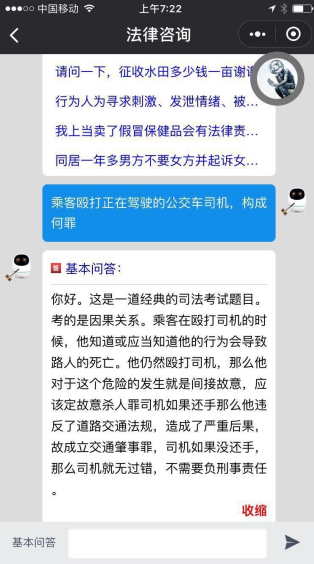 中国移动 上午7:22
法律咨询
请问一下，征收水田多少钱一亩谢谢
行为人为寻求刺激、发泄情绪、被…
我上当卖了假冒保健品会有法律责…
同居一年多男方不要女方并起诉女…
乘客殴打正在驾驶的公交车司机，构成
何罪
基本问答：
你好。这是一道经典的司法考试题目。
考的是因果关系。乘客在殴打司机的时
候，他知道或应当知道他的行为会导致
路人的死亡。他仍然殴打司机，那么他
对于这个危险的发生就是间接故意，应
该定故意杀人罪司机如果还手那么他违
反了道路交通法规，造成了严重后果，
故成立交通肇事罪，司机如果没还手，
那么司机就无过错，不需要负刑事责任
。
收缩
基本问答